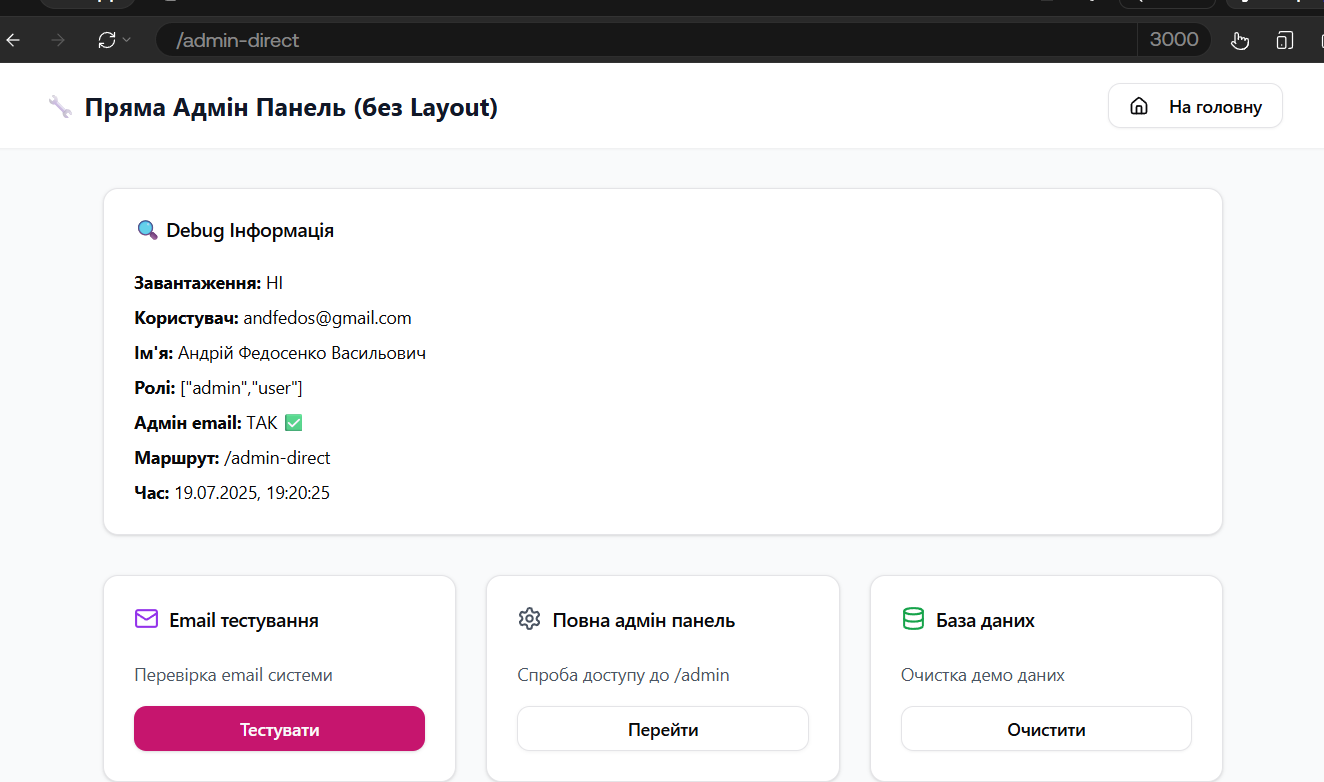 /admin-direct
3000
Пряма Адмін Панель (без Layout)
На головну
Debug Інформація
Завантаження: НІ
Користувач: andfedos@gmail.com
Ім'я: Андрій Федосенко Васильович
Ролі: ["admin","user"]
Адмін email: ТАК ✅
Маршрут: /admin-direct
Час: 19.07.2025, 19:20:25
Email тестування
Перевірка email системи
Тестувати
Повна адмін панель
Спроба доступу до /admin
Перейти
База даних
Очистка демо даних
Очистити